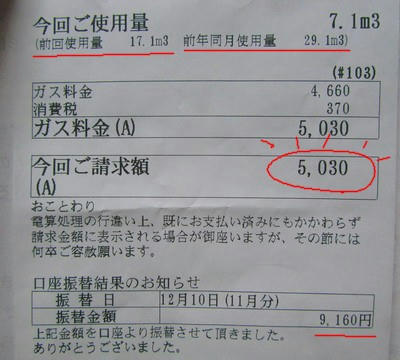 今回ご使用量 7.1m3
(前回使用量 17.1m3 前年同月使用量 29.1m3)
(#103)
ガス料金 4,660
消費税 370
ガス料金(A) 5,030
今回ご請求額 5,030
(A)
おことわり
電算処理の行違い上、既にお支払い済みにもかかわらず
請求金額に表示される場合が御座いますが、その節には
何卒ご容赦願います。
口座振替結果のお知らせ
振替日 12月10日(11月分)
振替金額 9,160円
上記金額を口座より振替させて頂きました。
ありがとうございました。